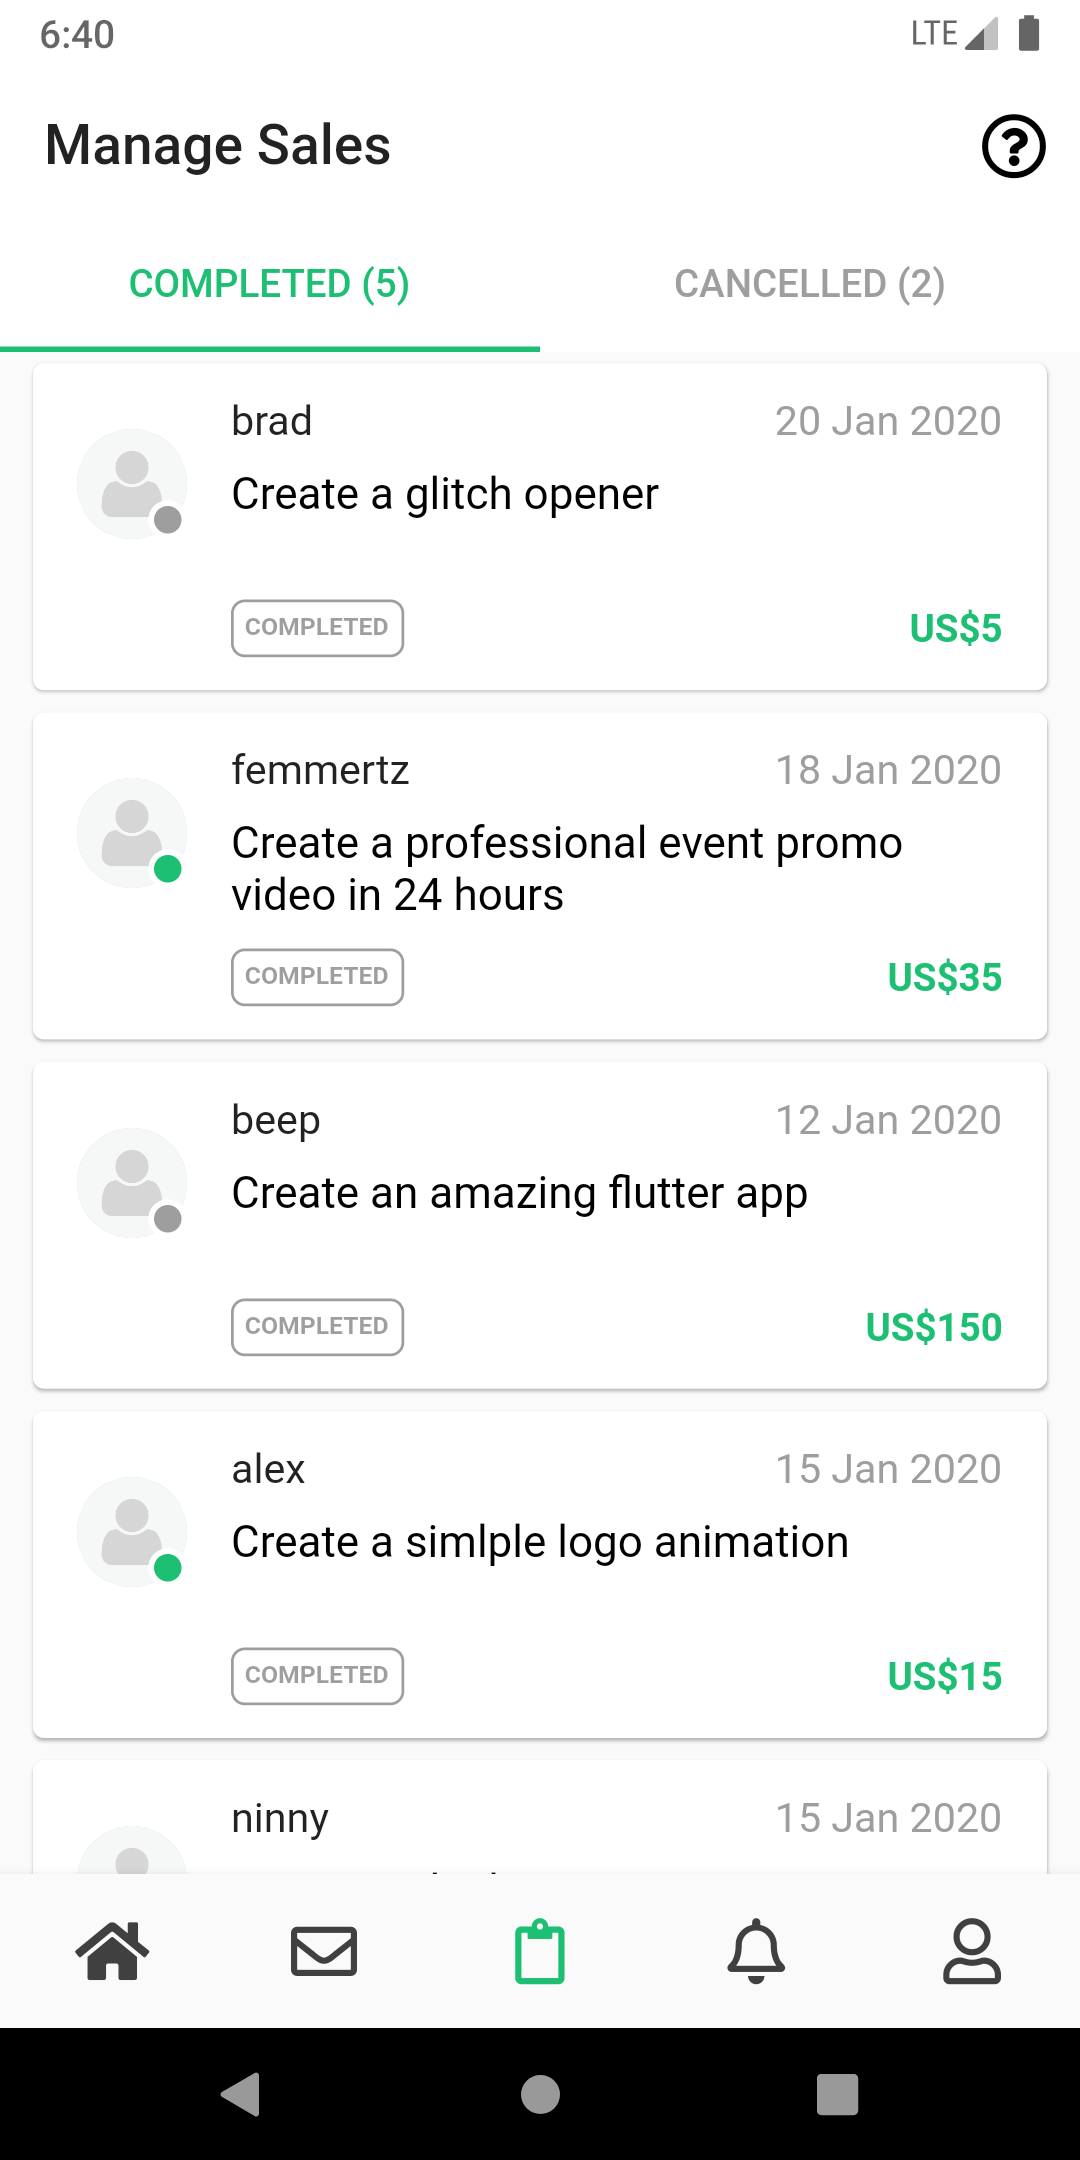 6:40 LTE
Manage Sales
COMPLETED (5) CANCELLED (2)
brad 20 Jan 2020
Create a glitch opener
COMPLETED US$5
femmertz 18 Jan 2020
Create a professional event promo
video in 24 hours
COMPLETED US$35
beep 12 Jan 2020
Create an amazing flutter app
COMPLETED US$150
alex 15 Jan 2020
Create a simlple logo animation
COMPLETED US$15
ninny 15 Jan 2020